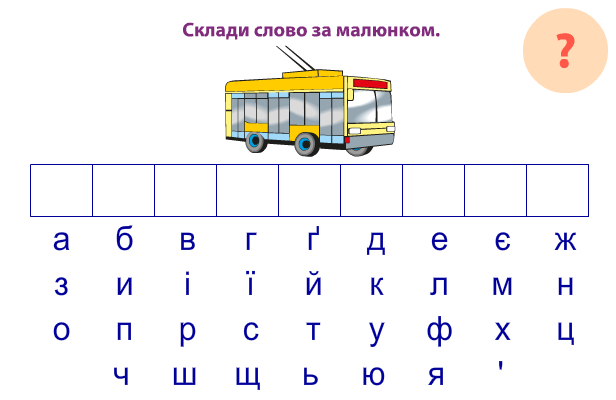 Склади слово за малюнком.
?
а б в г ґ д е є ж
з и і ї й к л м н
о п р с т у ф х ц
ч ш щ ь ю я '